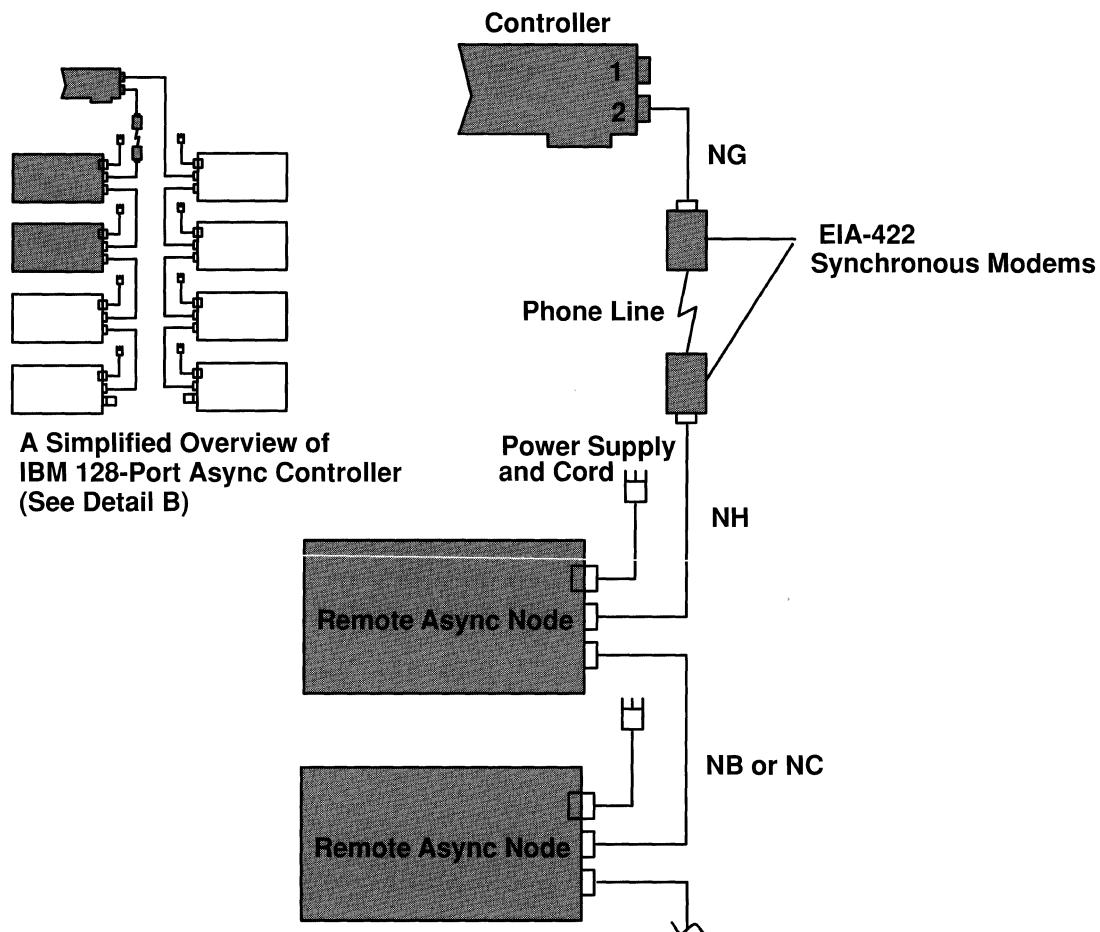 Controller
1
2
NG
EIA-422
Synchronous Modems
Phone Line
A Simplified Overview of
IBM 128-Port Async Controller
(See Detail B)
Power Supply
and Cord
NH
Remote Async Node
NB or NC
Remote Async Node